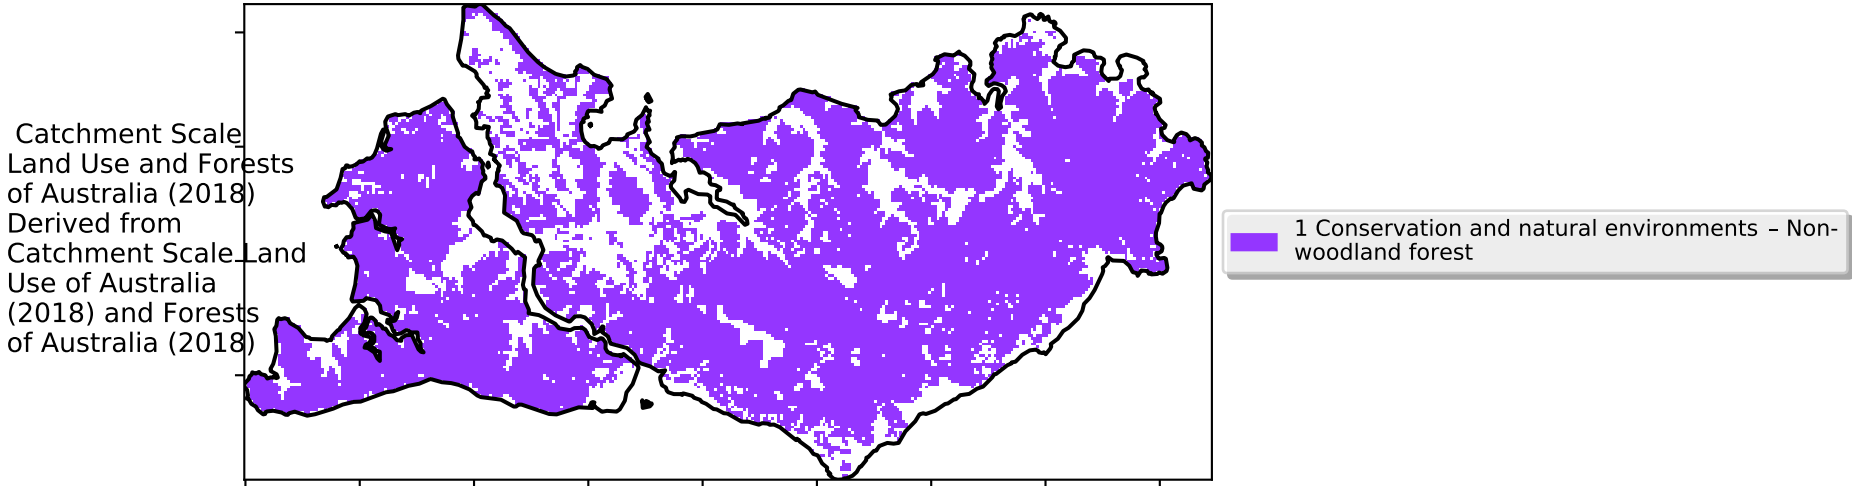 Catchment Scale
Land Use and Forests
of Australia (2018)
Derived from
Catchment Scale Land
Use of Australia
(2018) and Forests
of Australia (2018)
1 Conservation and natural environments – Non-
woodland forest